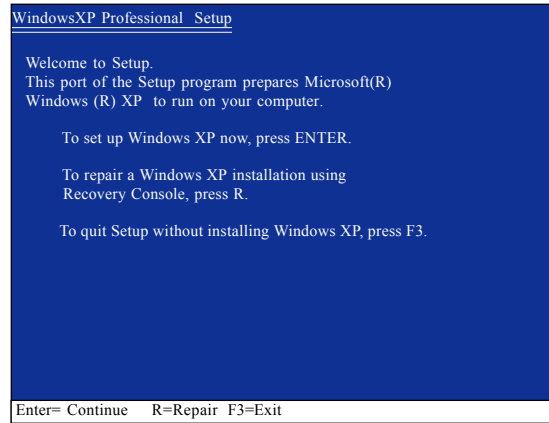 WindowsXP Professional Setup
Welcome to Setup.
This port of the Setup program prepares Microsoft(R)
Windows (R) XP to run on your computer.
To set up Windows XP now, press ENTER.
To repair a Windows XP installation using
Recovery Console, press R.
To quit Setup without installing Windows XP, press F3.
Enter= Continue R=Repair F3=Exit